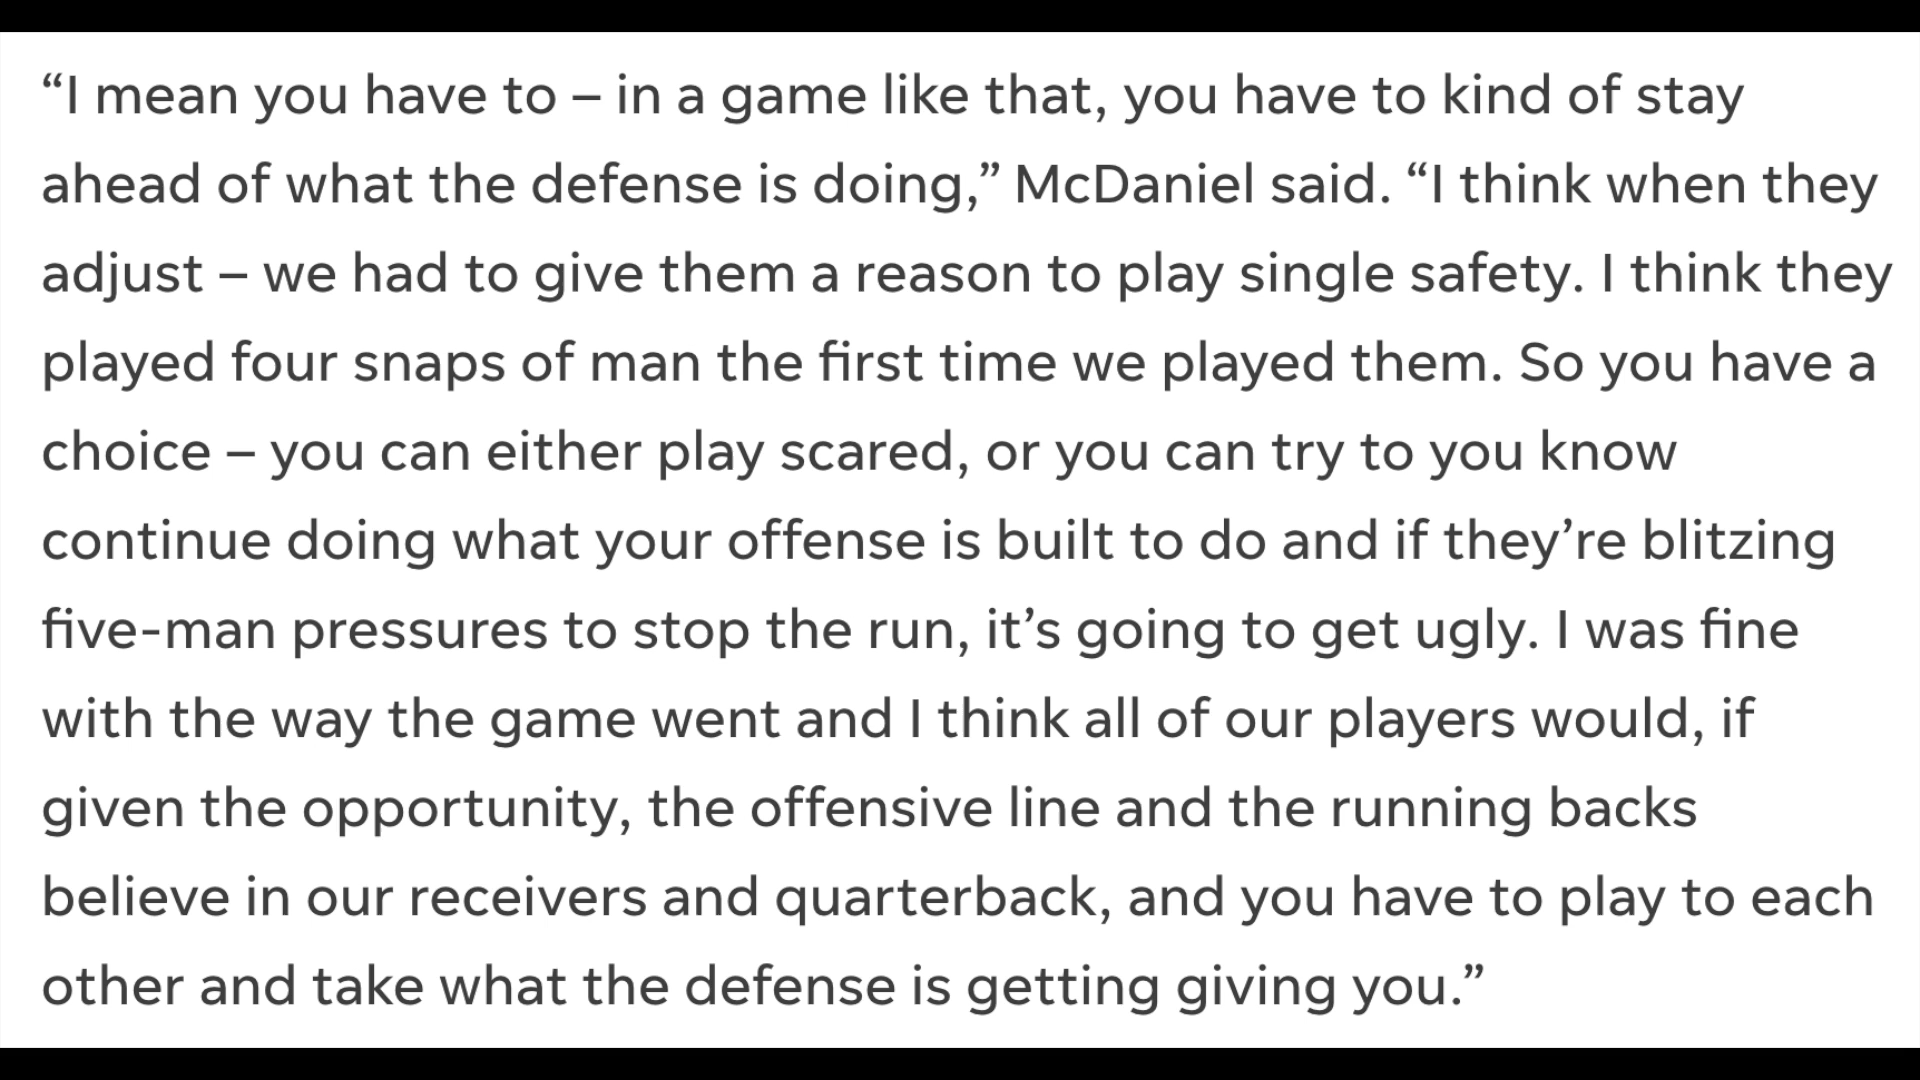 “I mean you have to – in a game like that, you have to kind of stay
ahead of what the defense is doing,” McDaniel said. “I think when they
adjust – we had to give them a reason to play single safety. I think they
played four snaps of man the first time we played them. So you have a
choice – you can either play scared, or you can try to you know
continue doing what your offense is built to do and if they’re blitzing
five-man pressures to stop the run, it’s going to get ugly. I was fine
with the way the game went and I think all of our players would, if
given the opportunity, the offensive line and the running backs
believe in our receivers and quarterback, and you have to play to each
other and take what the defense is getting giving you.”